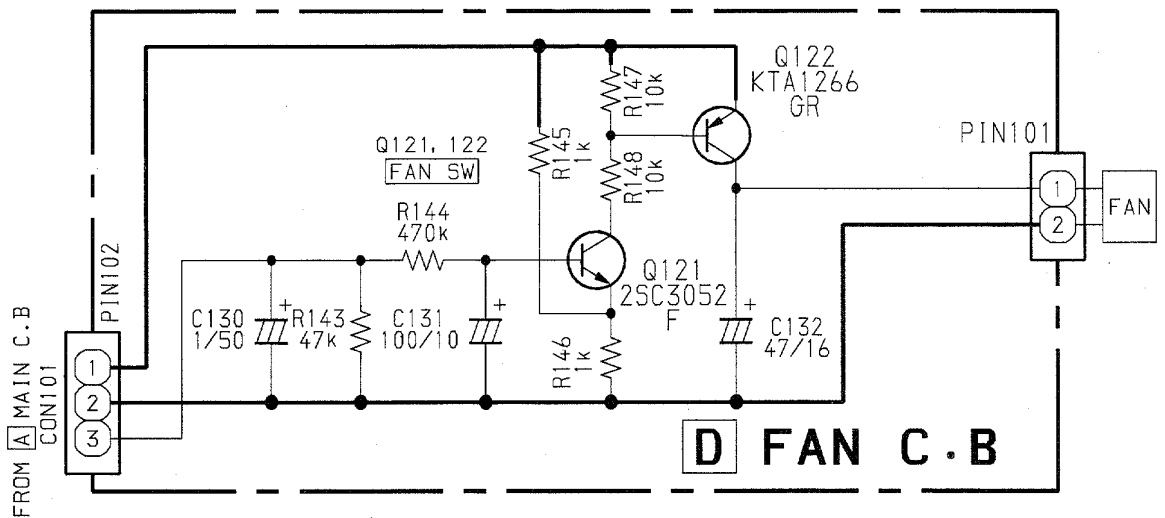 Q122
KTA1266
GR
R147
10k
PIN101
Q121, 122
FAN SW
R145
1k
R148
10k
1
2
FAN
R144
470k
PIN102
Q121
2SC3052
F
C130
1/50
+
R143
47k
C131
100/10
+
R146
1k
+
C132
47/16
1
2
3
FROM A MAIN C.B
CON101
D FAN C.B